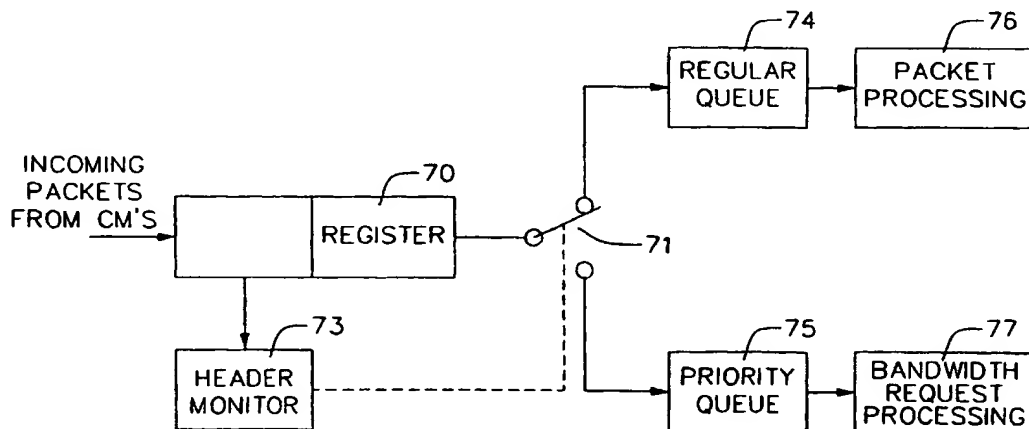 74
REGULAR
QUEUE
76
PACKET
PROCESSING
INCOMING
PACKETS
FROM CM'S
70
REGISTER
71
73
HEADER
MONITOR
75
PRIORITY
QUEUE
77
BANDWIDTH
REQUEST
PROCESSING